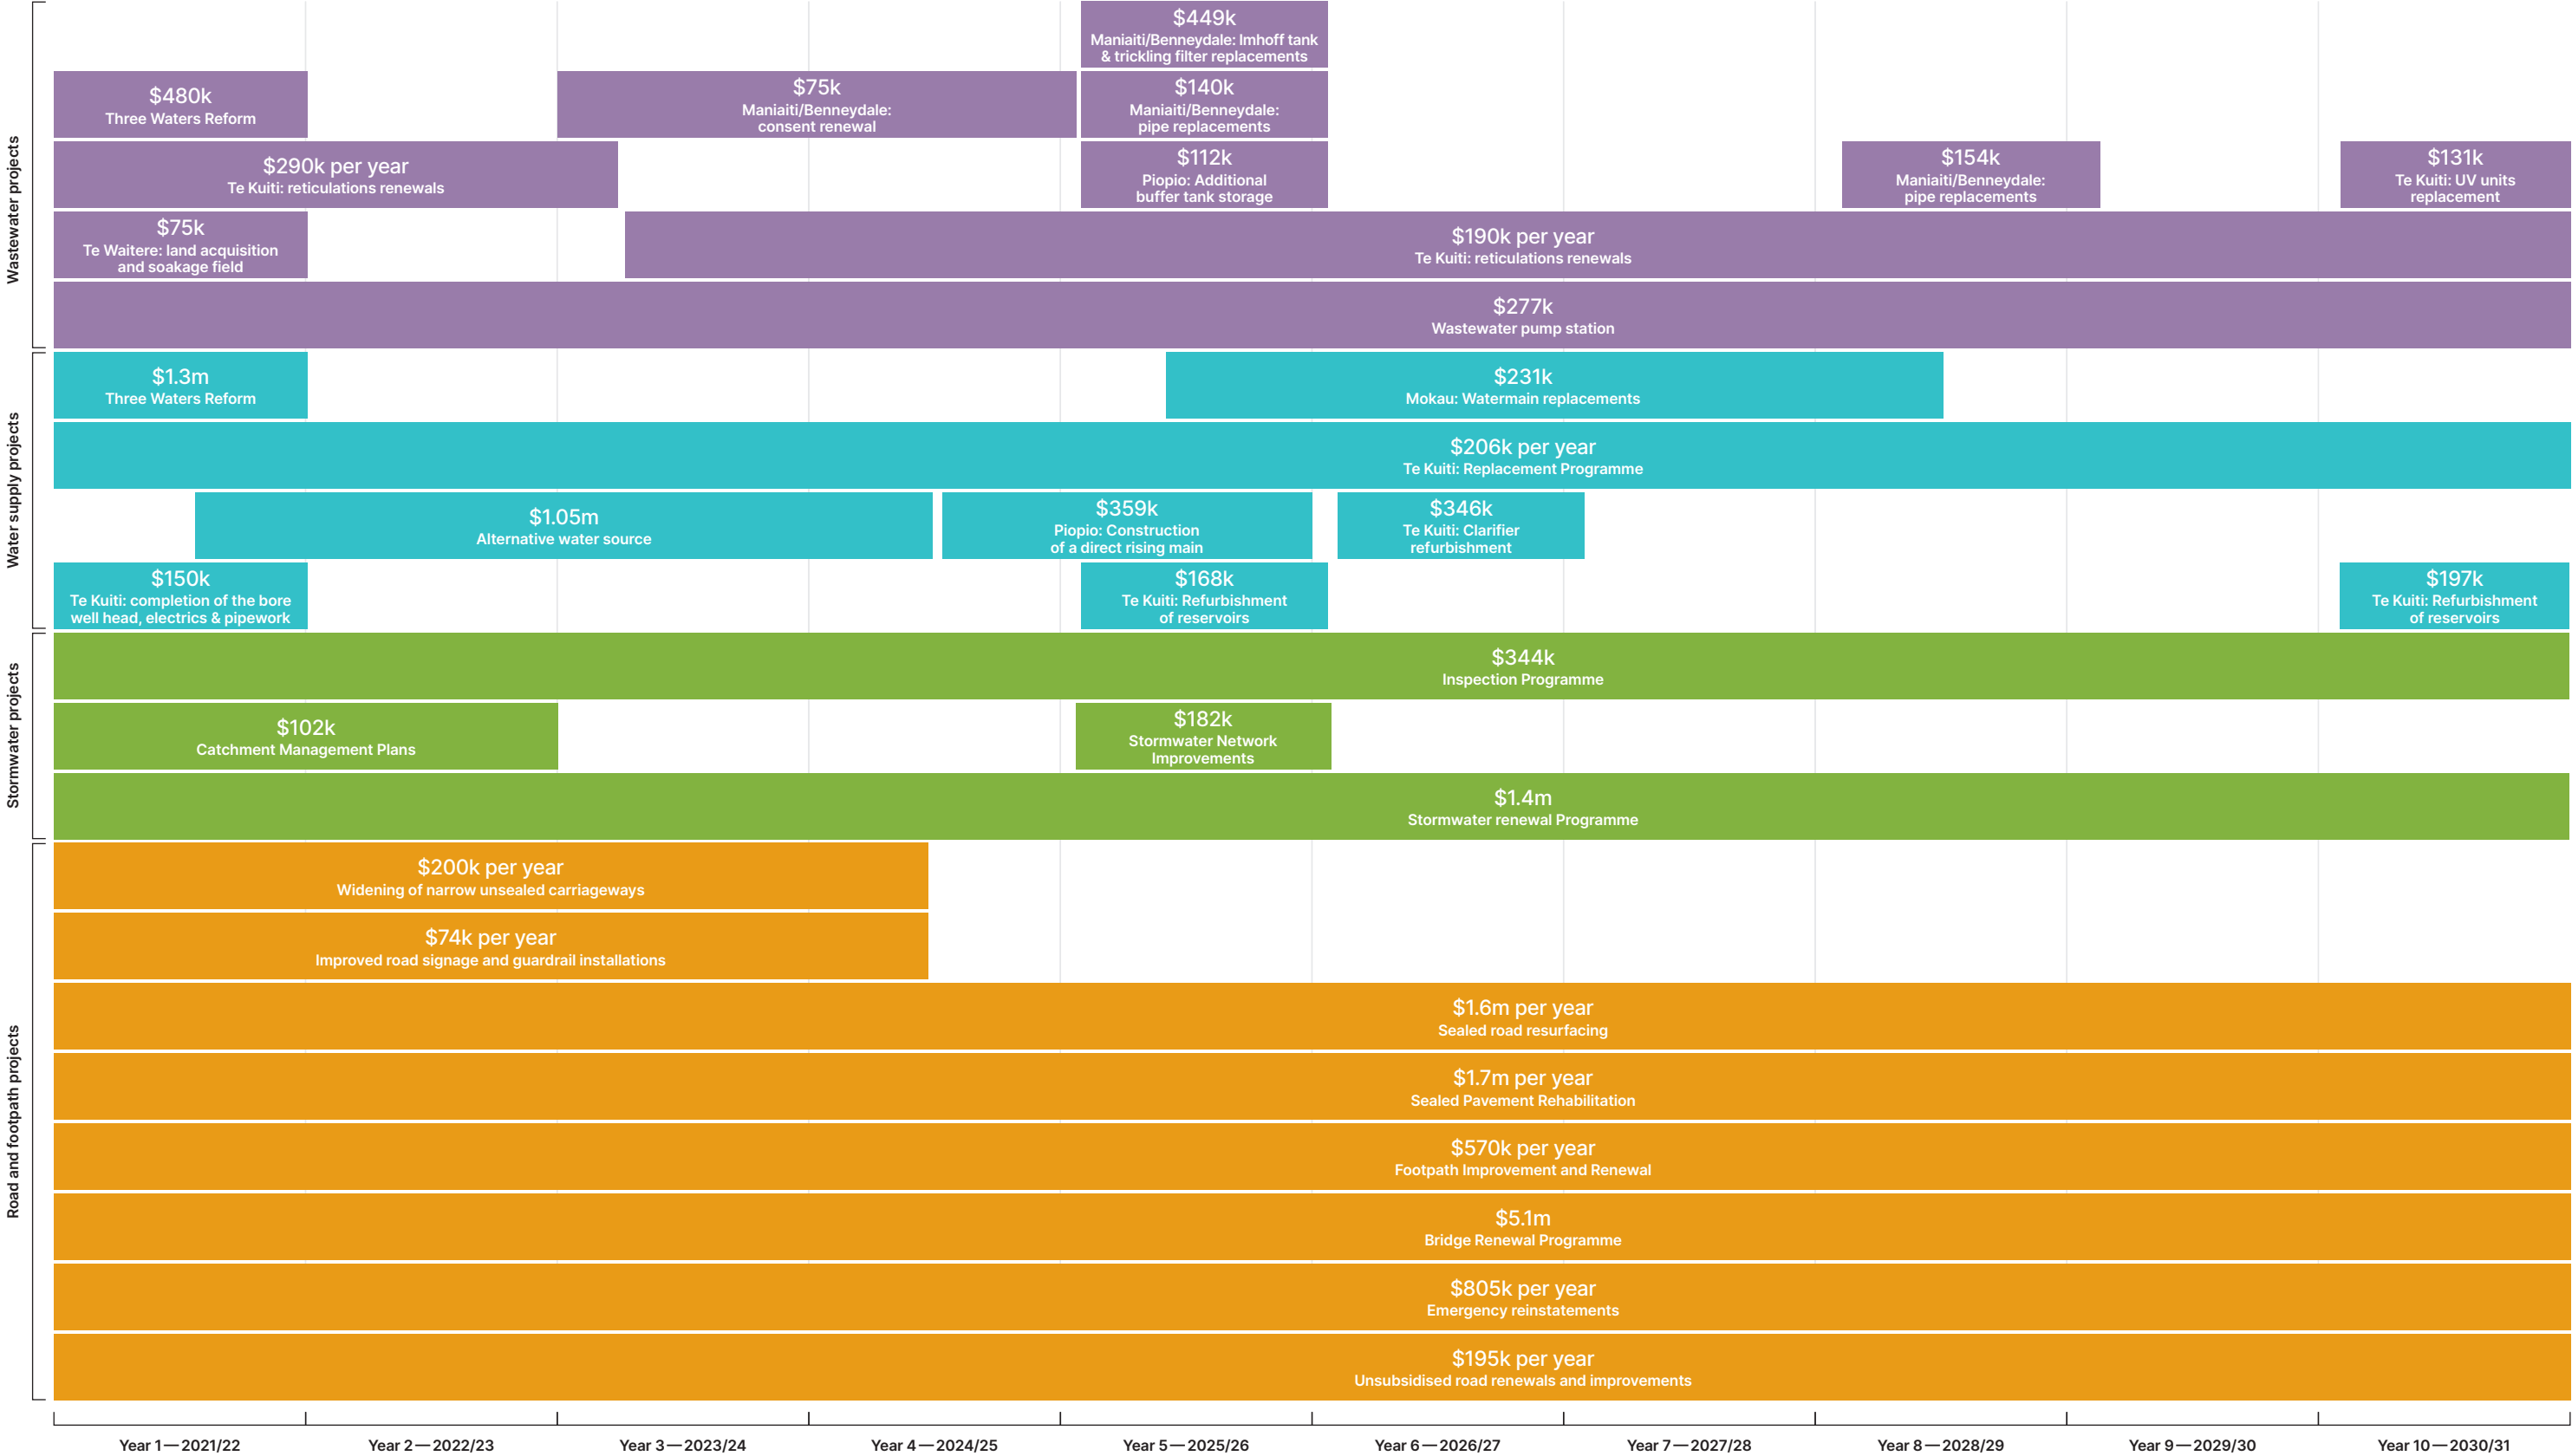 Wastewater projects
$449k
Maniaiti/Benneydale: Imhoff tank
& trickling filter replacements
$480k
Three Waters Reform
$75k
Maniaiti/Benneydale:
consent renewal
$140k
Maniaiti/Benneydale:
pipe replacements
$290k per year
Te Kuiti: reticulations renewals
$112k
Piopio: Additional
buffer tank storage
$154k
Maniaiti/Benneydale:
pipe replacements
$131k
Te Kuiti: UV units
replacement
$75k
Te Waitere: land acquisition
and soakage field
$190k per year
Te Kuiti: reticulations renewals
$277k
Wastewater pump station
Water supply projects
$1.3m
Three Waters Reform
$231k
Mokau: Watermain replacements
$206k per year
Te Kuiti: Replacement Programme
$1.05m
Alternative water source
$359k
Piopio: Construction
of a direct rising main
$346k
Te Kuiti: Clarifier
refurbishment
$150k
Te Kuiti: completion of the bore
well head, electrics & pipework
$168k
Te Kuiti: Refurbishment
of reservoirs
$197k
Te Kuiti: Refurbishment
of reservoirs
Stormwater projects
$344k
Inspection Programme
$102k
Catchment Management Plans
$182k
Stormwater Network
Improvements
$1.4m
Stormwater renewal Programme
Road and footpath projects
$200k per year
Widening of narrow unsealed carriageways
$74k per year
Improved road signage and guardrail installations
$1.6m per year
Sealed road resurfacing
$1.7m per year
Sealed Pavement Rehabilitation
$570k per year
Footpath Improvement and Renewal
$5.1m
Bridge Renewal Programme
$805k per year
Emergency reinstatements
$195k per year
Unsubsidised road renewals and improvements
Year 1—2021/22
Year 2—2022/23
Year 3—2023/24
Year 4—2024/25
Year 5—2025/26
Year 6—2026/27
Year 7—2027/28
Year 8—2028/29
Year 9—2029/30
Year 10—2030/31